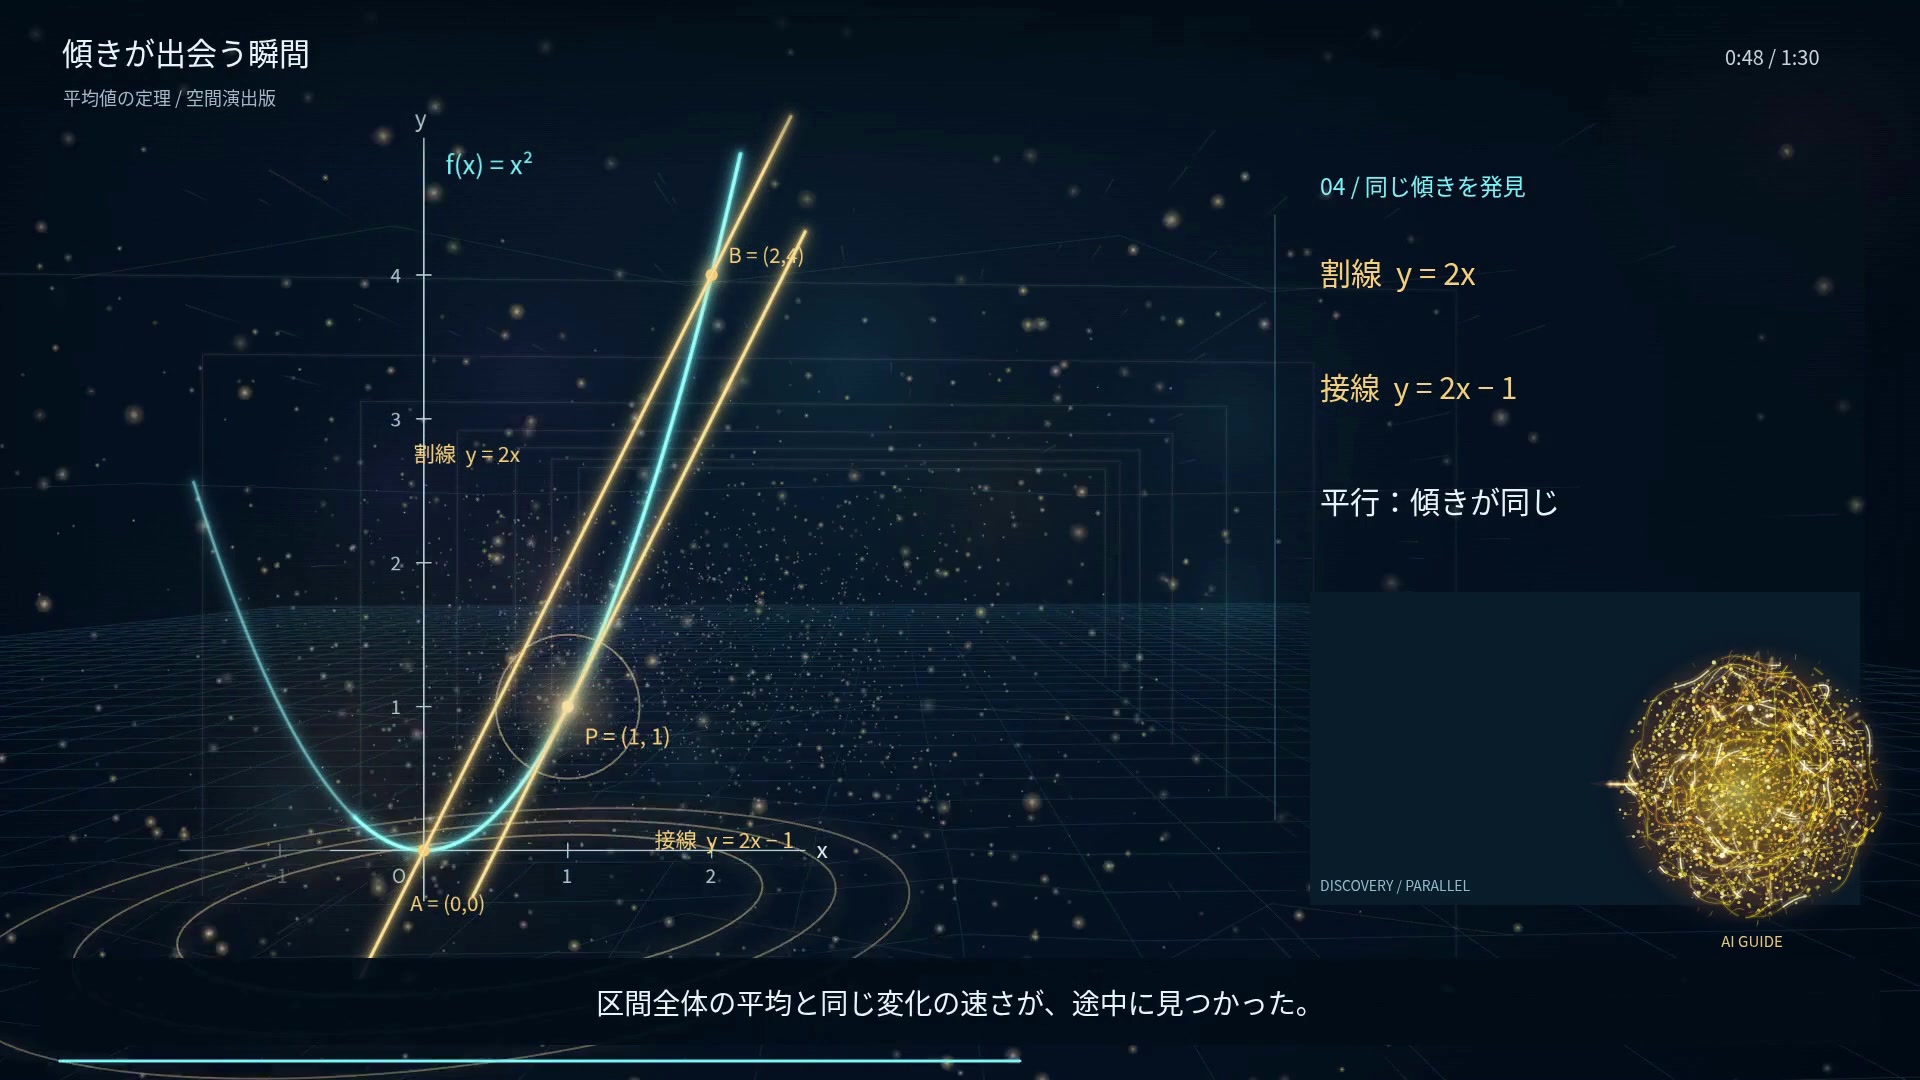 傾きが出会う瞬間
平均値の定理 / 空間演出版
0:48 / 1:30
y
f(x) = x²
B = (2,4)
4
3
割線 y = 2x
2
1
P = (1, 1)
接線 y = 2x − 1
x
−1
O
1
2
A = (0,0)
04 / 同じ傾きを発見
割線 y = 2x
接線 y = 2x − 1
平行：傾きが同じ
DISCOVERY / PARALLEL
AI GUIDE
区間全体の平均と同じ変化の速さが、途中に見つかった。